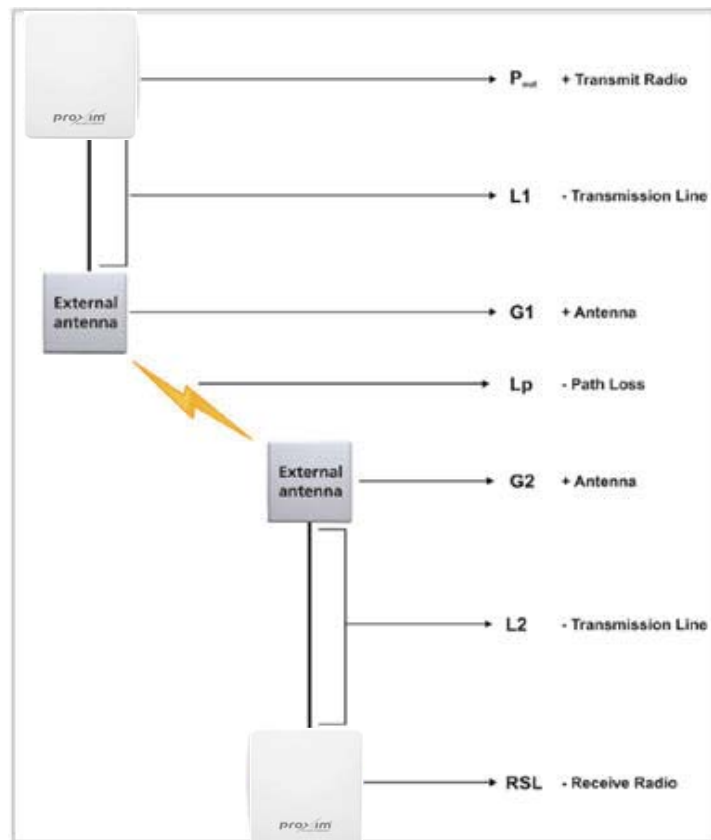 Pout + Transmit Radio
proxim
L1 - Transmission Line
External
antenna
G1 + Antenna
Lp - Path Loss
External
antenna
G2 + Antenna
L2 - Transmission Line
RSL - Receive Radio
proxim